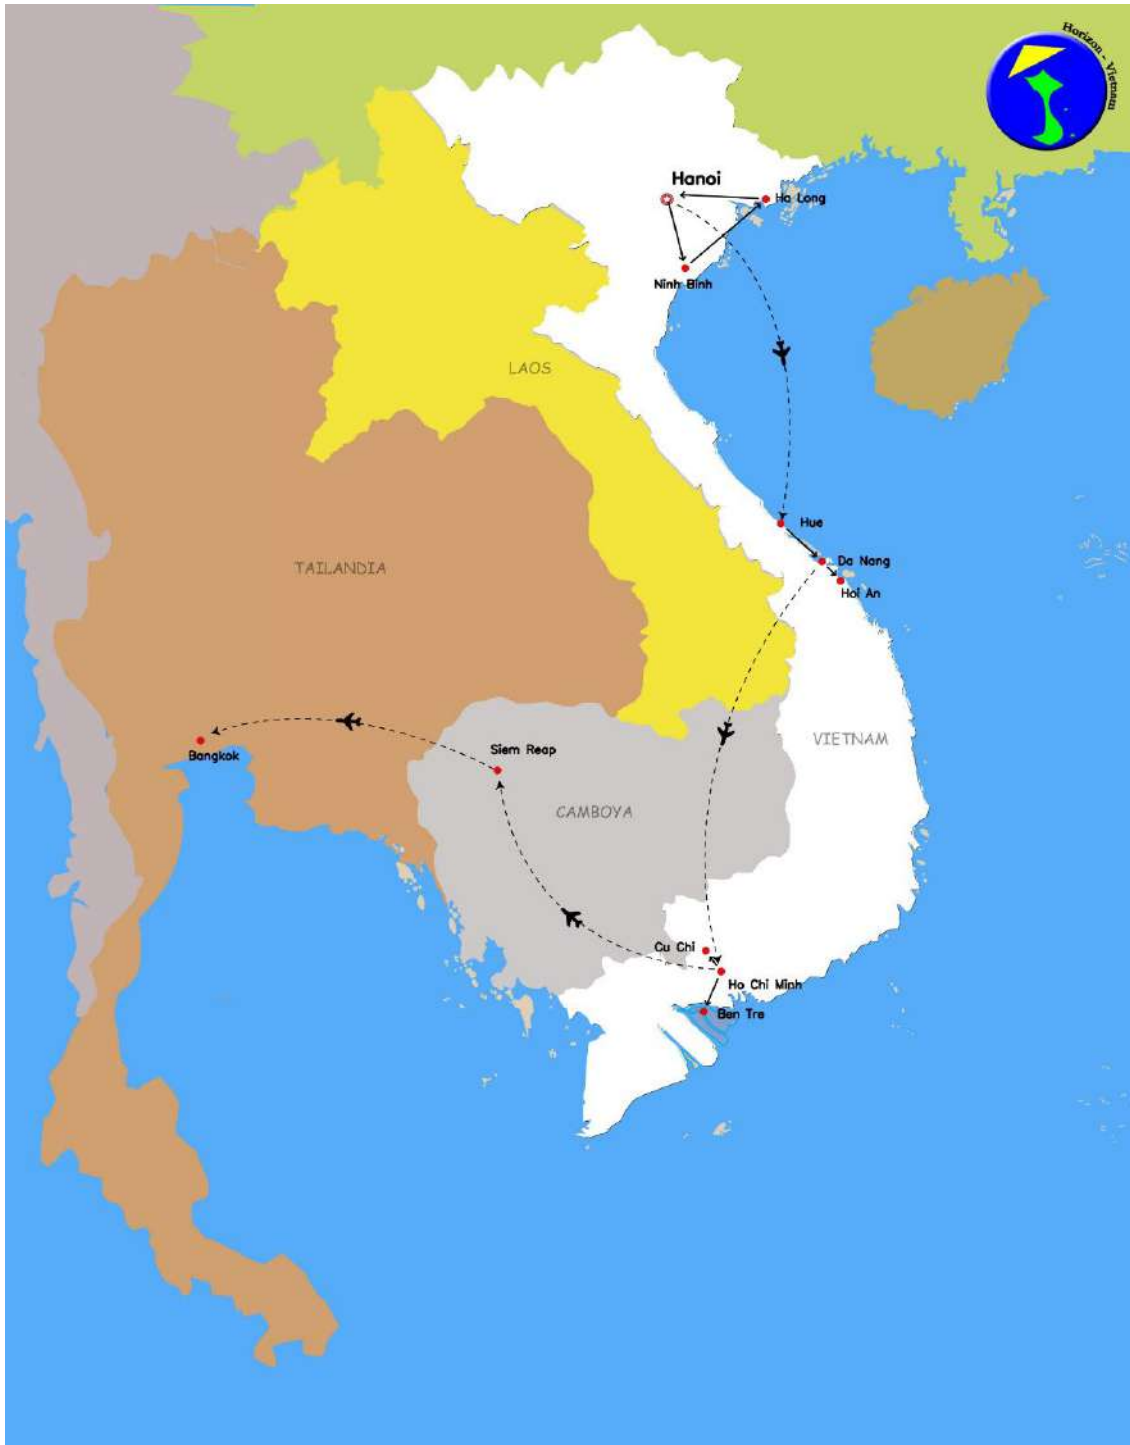 Horizon - Vietnam
Hanoi
Ha Long
Ninh Binh
LAOS
Hue
Da Nang
Hoi An
TAILANDIA
VIETNAM
Siem Reap
Bangkok
CAMBOYA
Cu Chi
Ho Chi Minh
Ben Tre